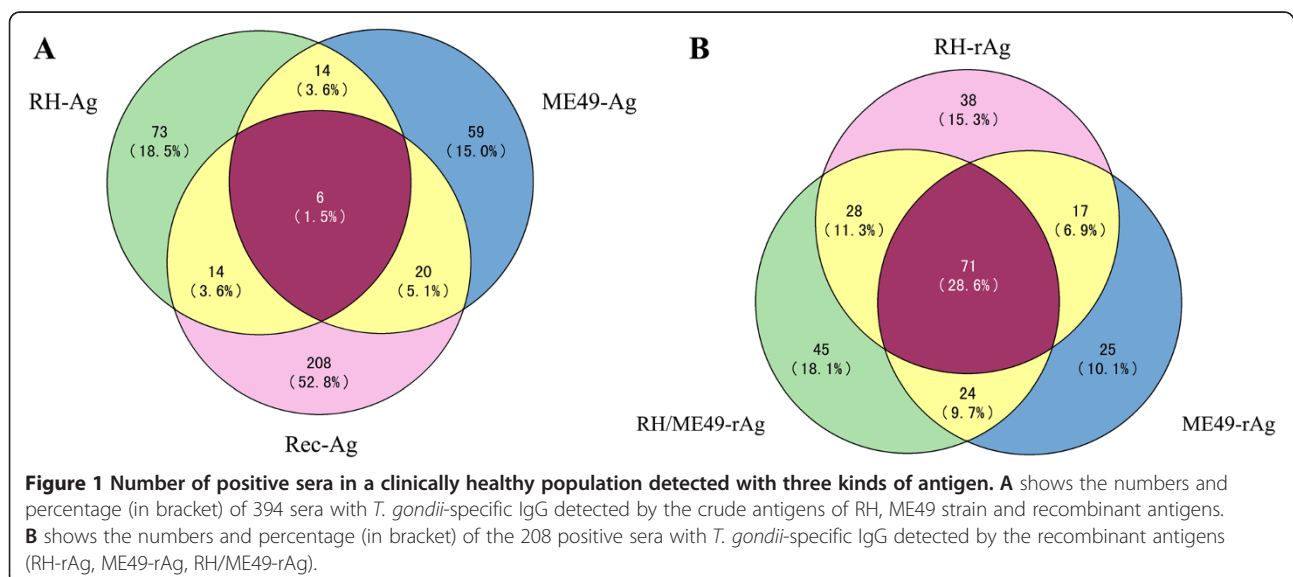 A
B
RH-Ag
ME49-Ag
Rec-Ag
14
(3.6%)
73
(18.5%)
59
(15.0%)
6
(1.5%)
14
(3.6%)
20
(5.1%)
208
(52.8%)
RH-rAg
38
(15.3%)
28
(11.3%)
17
(6.9%)
71
(28.6%)
45
(18.1%)
25
(10.1%)
24
(9.7%)
RH/ME49-rAg
ME49-rAg
Figure 1 Number of positive sera in a clinically healthy population detected with three kinds of antigen. A shows the numbers and
percentage (in bracket) of 394 sera with T. gondii-specific IgG detected by the crude antigens of RH, ME49 strain and recombinant antigens.
B shows the numbers and percentage (in bracket) of the 208 positive sera with T. gondii-specific IgG detected by the recombinant antigens
(RH-rAg, ME49-rAg, RH/ME49-rAg).